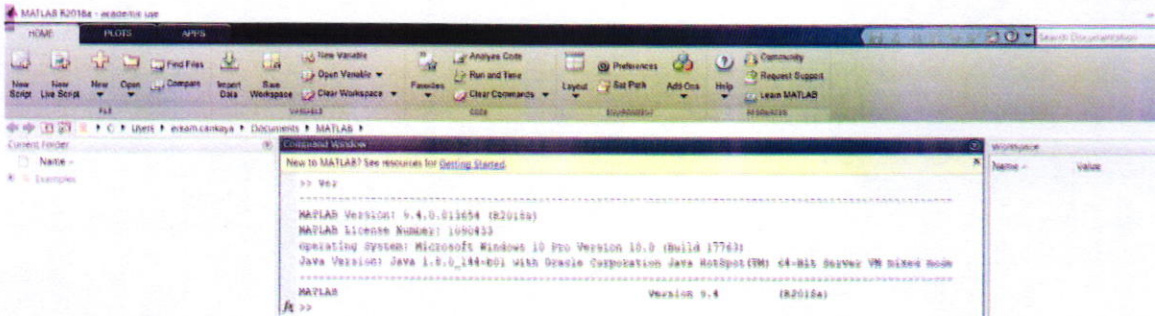 MATLAB R2018a - academic use
HOME PLOTS APPS
Search Documentation
New Script
New Live Script
New
Open
Find Files
Compare
Import Data
Save Workspace
New Variable
Open Variable
Clear Workspace
Favorites
Analyze Code
Run and Time
Clear Commands
Layout
Preferences
Set Path
Add-Ons
Help
Community
Request Support
Learn MATLAB
FILE VARIABLE CODE ENVIRONMENT RESOURCES
C: Users ersam.cankaya Documents MATLAB
Current Folder
Name
Examples
Command Window
New to MATLAB? See resources for Getting Started.
>> ver
MATLAB Version: 9.4.0.813654 (R2018a)
MATLAB License Number: 1090433
Operating System: Microsoft Windows 10 Pro Version 10.0 (Build 17763)
Java Version: Java 1.8.0_144-b01 with Oracle Corporation Java HotSpot(TM) 64-Bit Server VM mixed mode
MATLAB Version 9.4 (R2018a)
fx >>
Workspace
Name Value